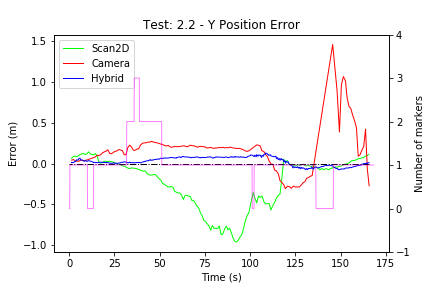 Test: 2.2 - Y Position Error
Scan2D
Camera
Hybrid
Error (m)
1.5
1.0
0.5
0.0
−0.5
−1.0
4
3
2
1
0
−1
Number of markers
0
25
50
75
100
125
150
175
Time (s)